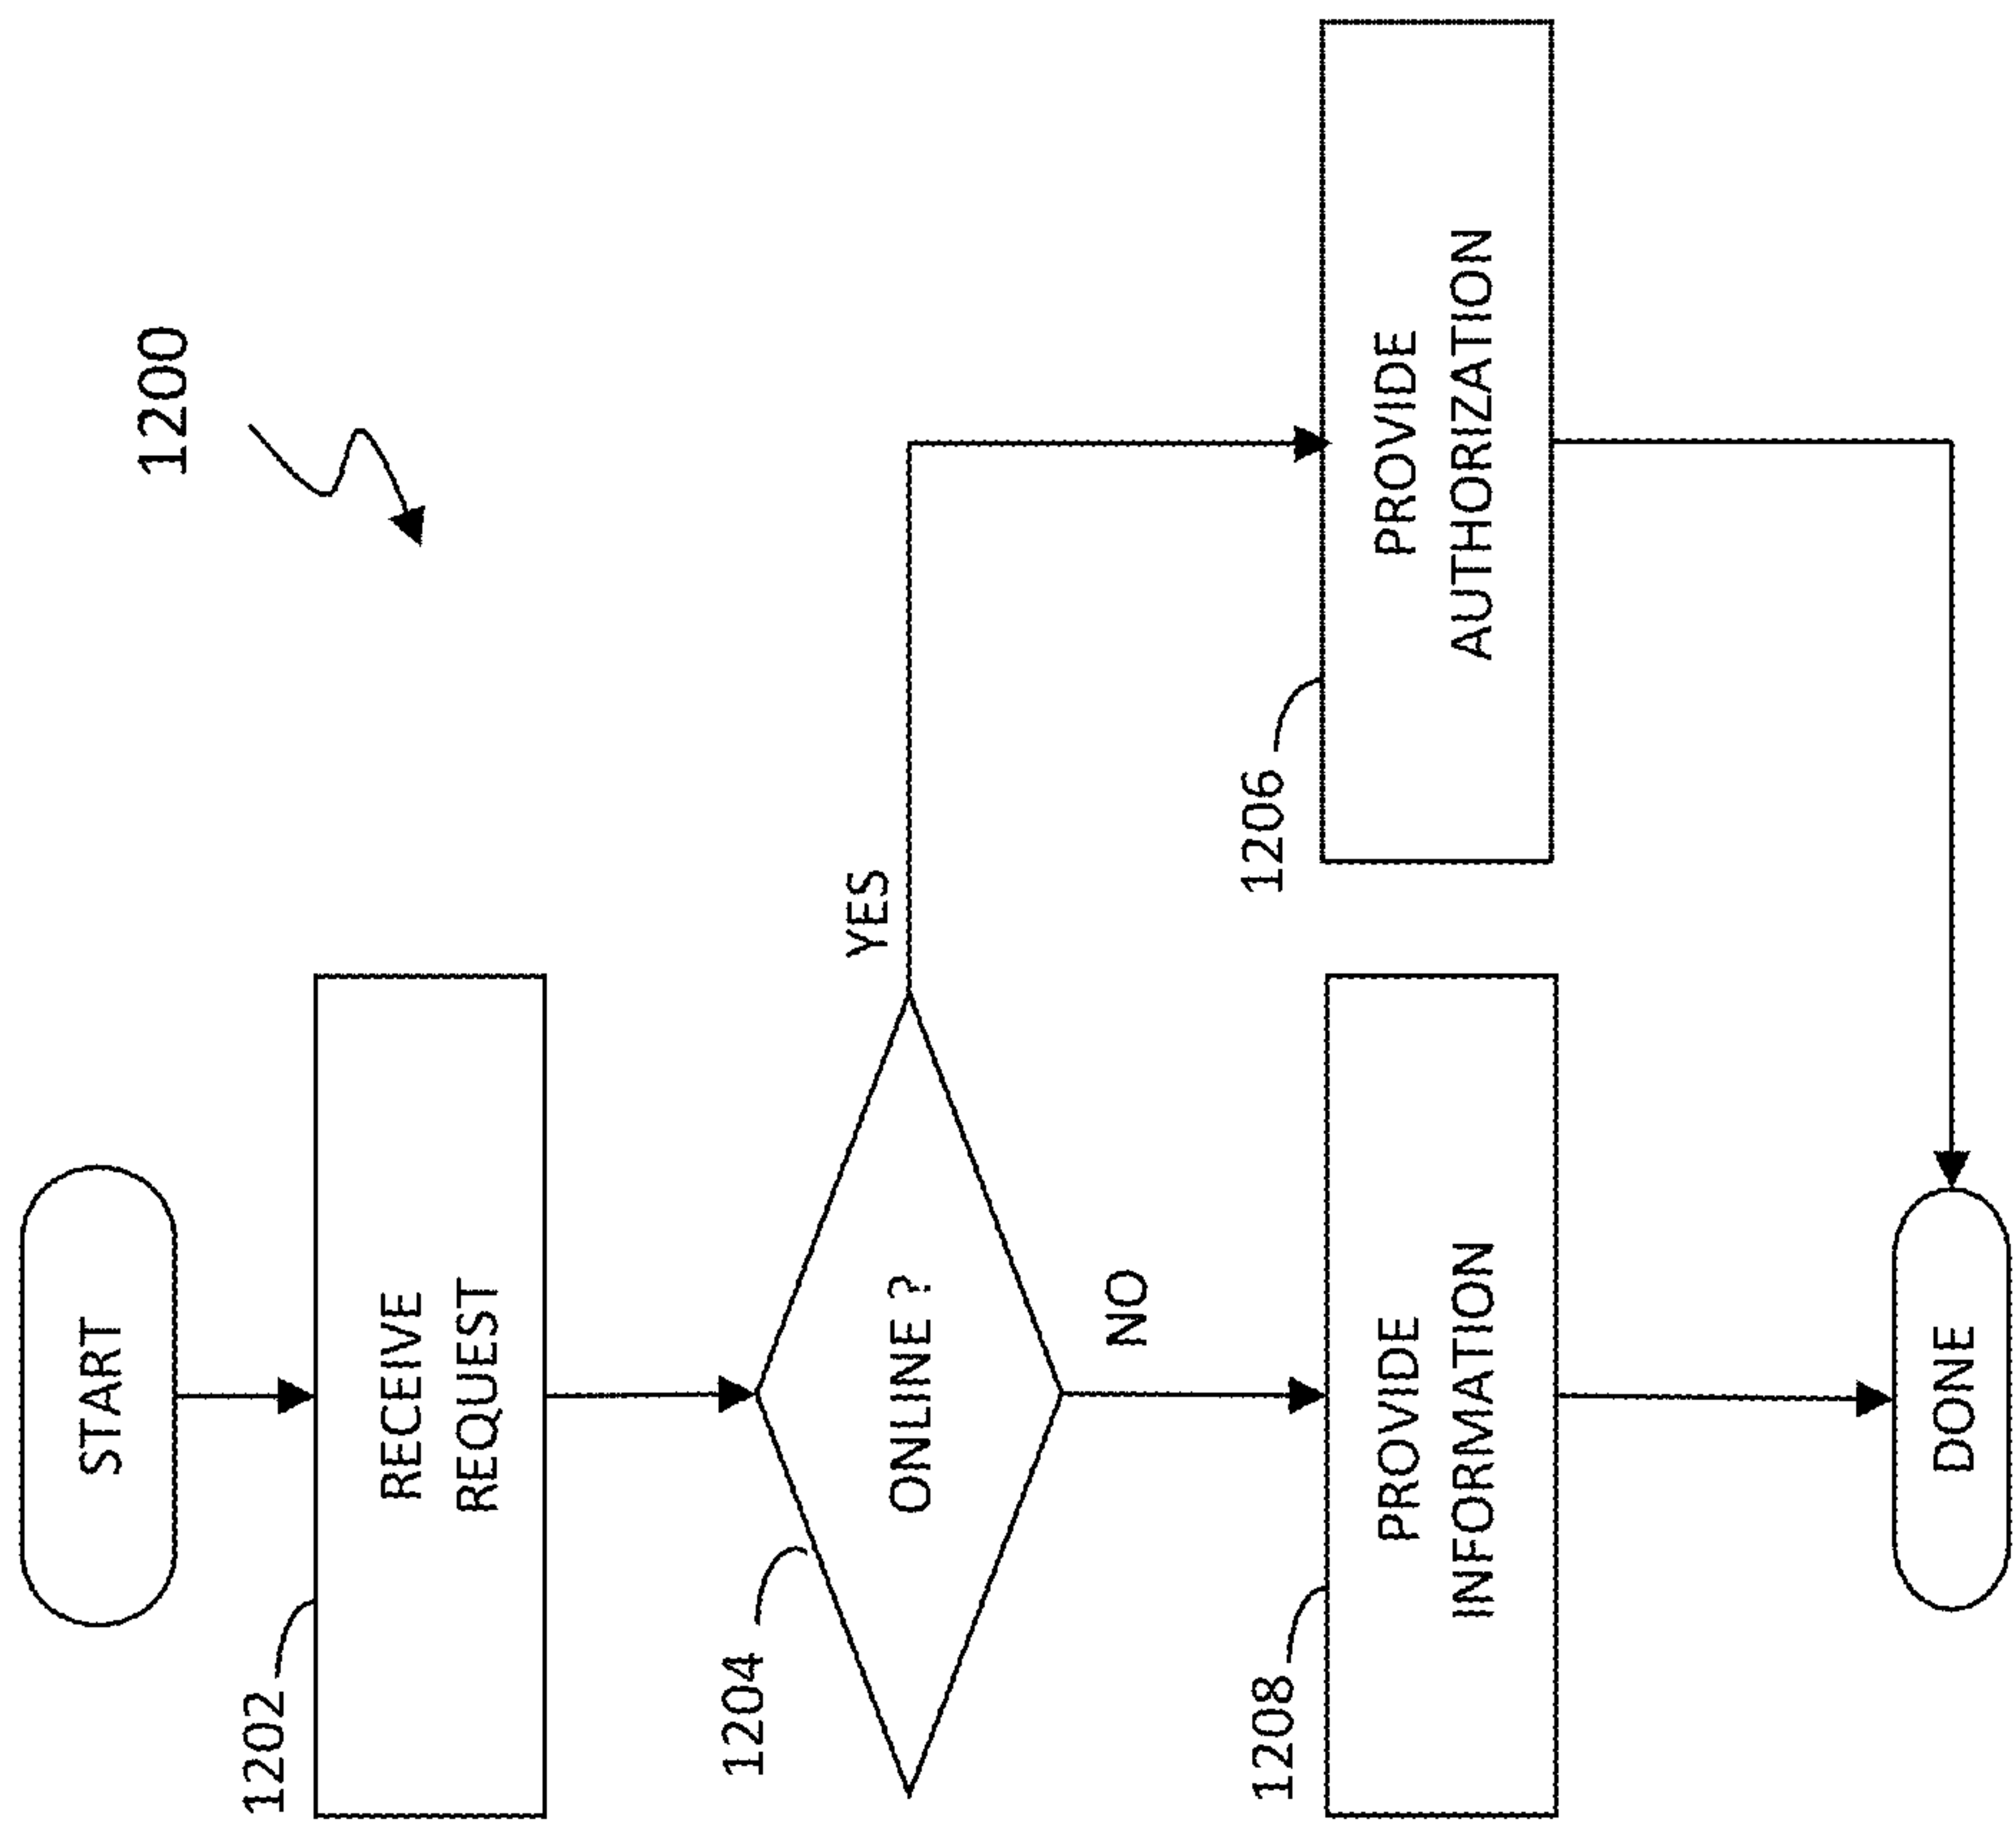 1200
START
1202
RECEIVE
REQUEST
1204
ONLINE ?
YES
NO
1206
PROVIDE
AUTHORIZATION
1208
PROVIDE
INFORMATION
DONE